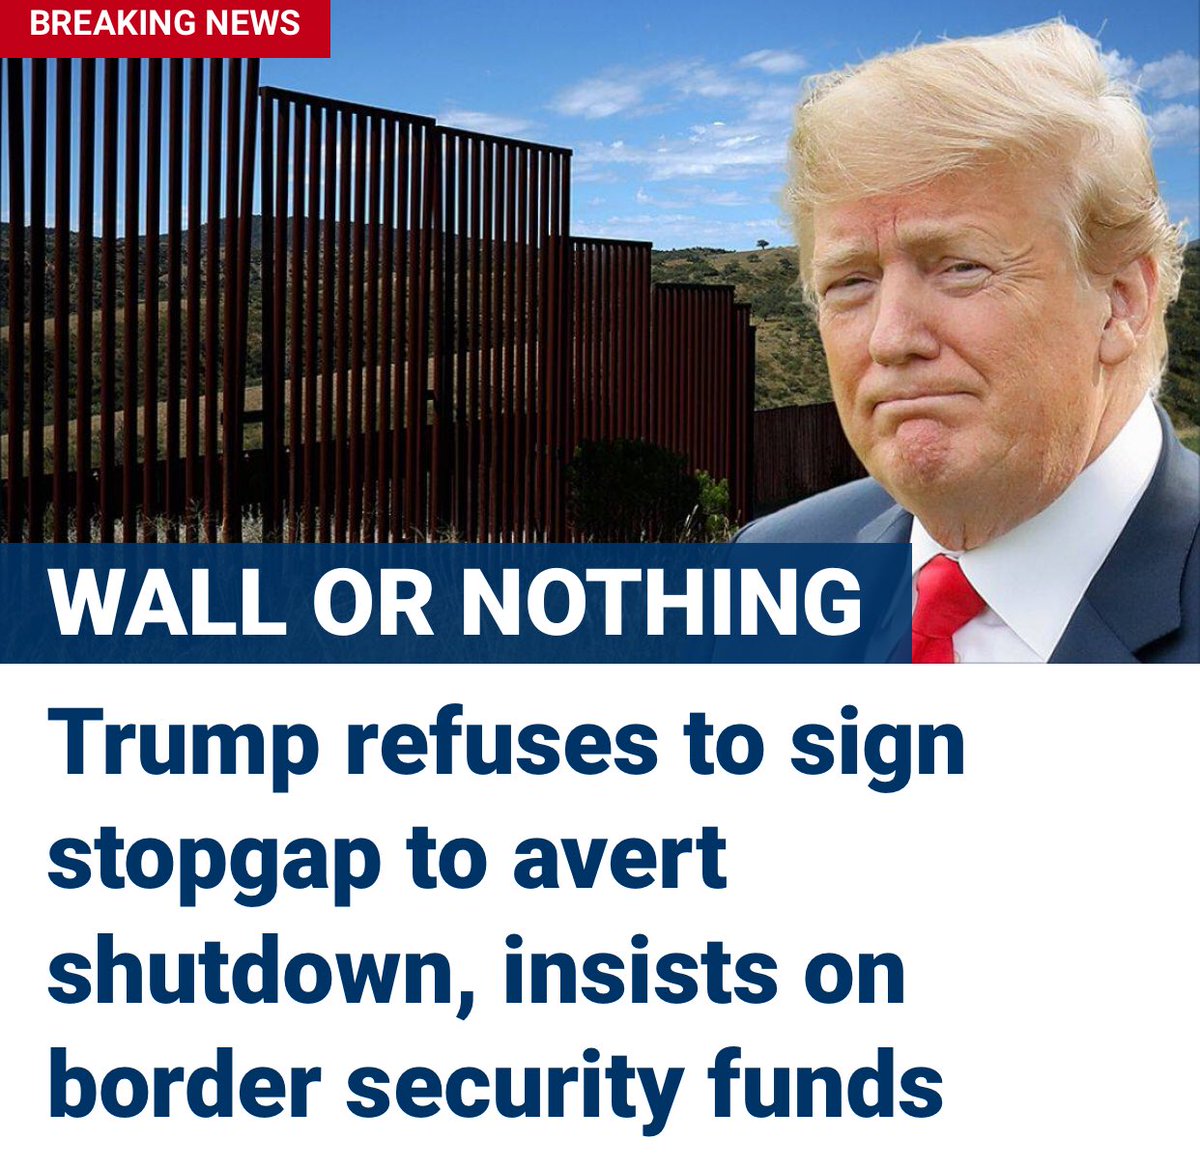 BREAKING NEWS
WALL OR NOTHING
Trump refuses to sign
stopgap to avert
shutdown, insists on
border security funds